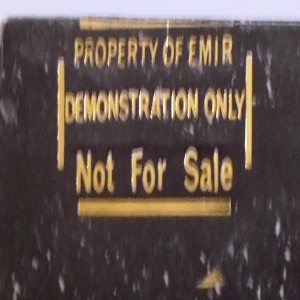 PROPERTY OF EMIR
DEMONSTRATION ONLY
Not For Sale